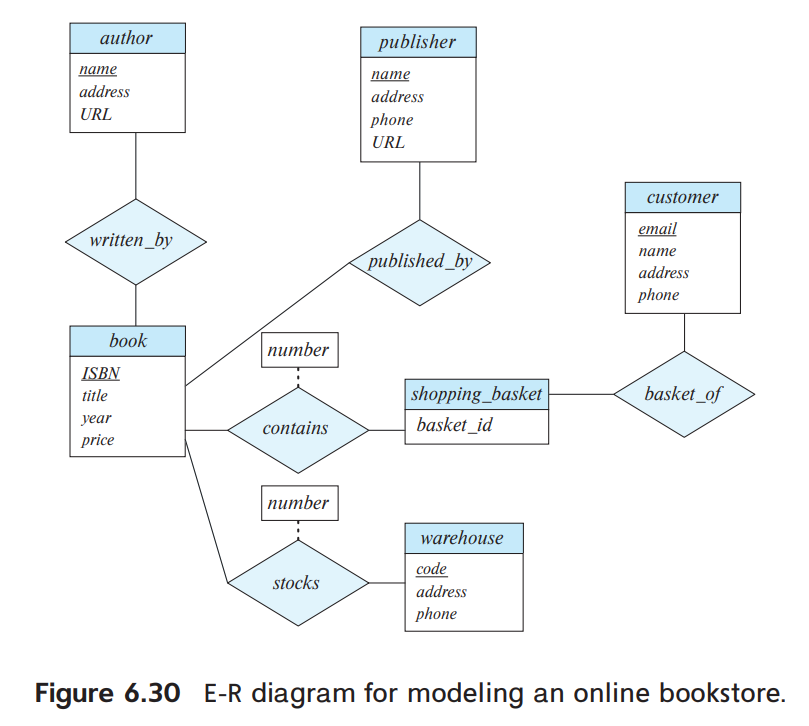 author
name
address
URL
publisher
name
address
phone
URL
customer
email
name
address
phone
written_by
published_by
book
ISBN
title
year
price
number
contains
shopping_basket
basket_id
basket_of
number
stocks
warehouse
code
address
phone
Figure 6.30 E-R diagram for modeling an online bookstore.